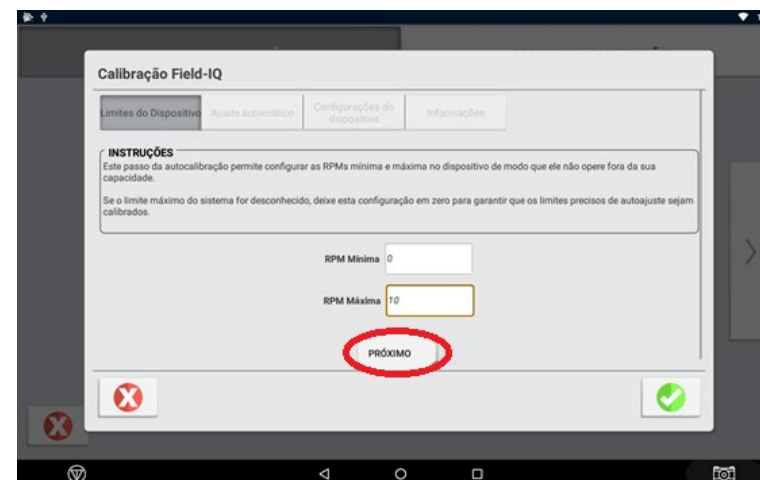 Calibração Field-IQ
Limites do Dispositivo
Ajuste automático
Configurações do
dispositivo
Informações
INSTRUÇÕES
Este passo da autocalibração permite configurar as RPMs mínima e máxima no dispositivo de modo que ele não opere fora da sua
capacidade.
Se o limite máximo do sistema for desconhecido, deixe esta configuração em zero para garantir que os limites precisos de autoajuste sejam
calibrados.
RPM Mínima 0
RPM Máxima 10
PRÓXIMO